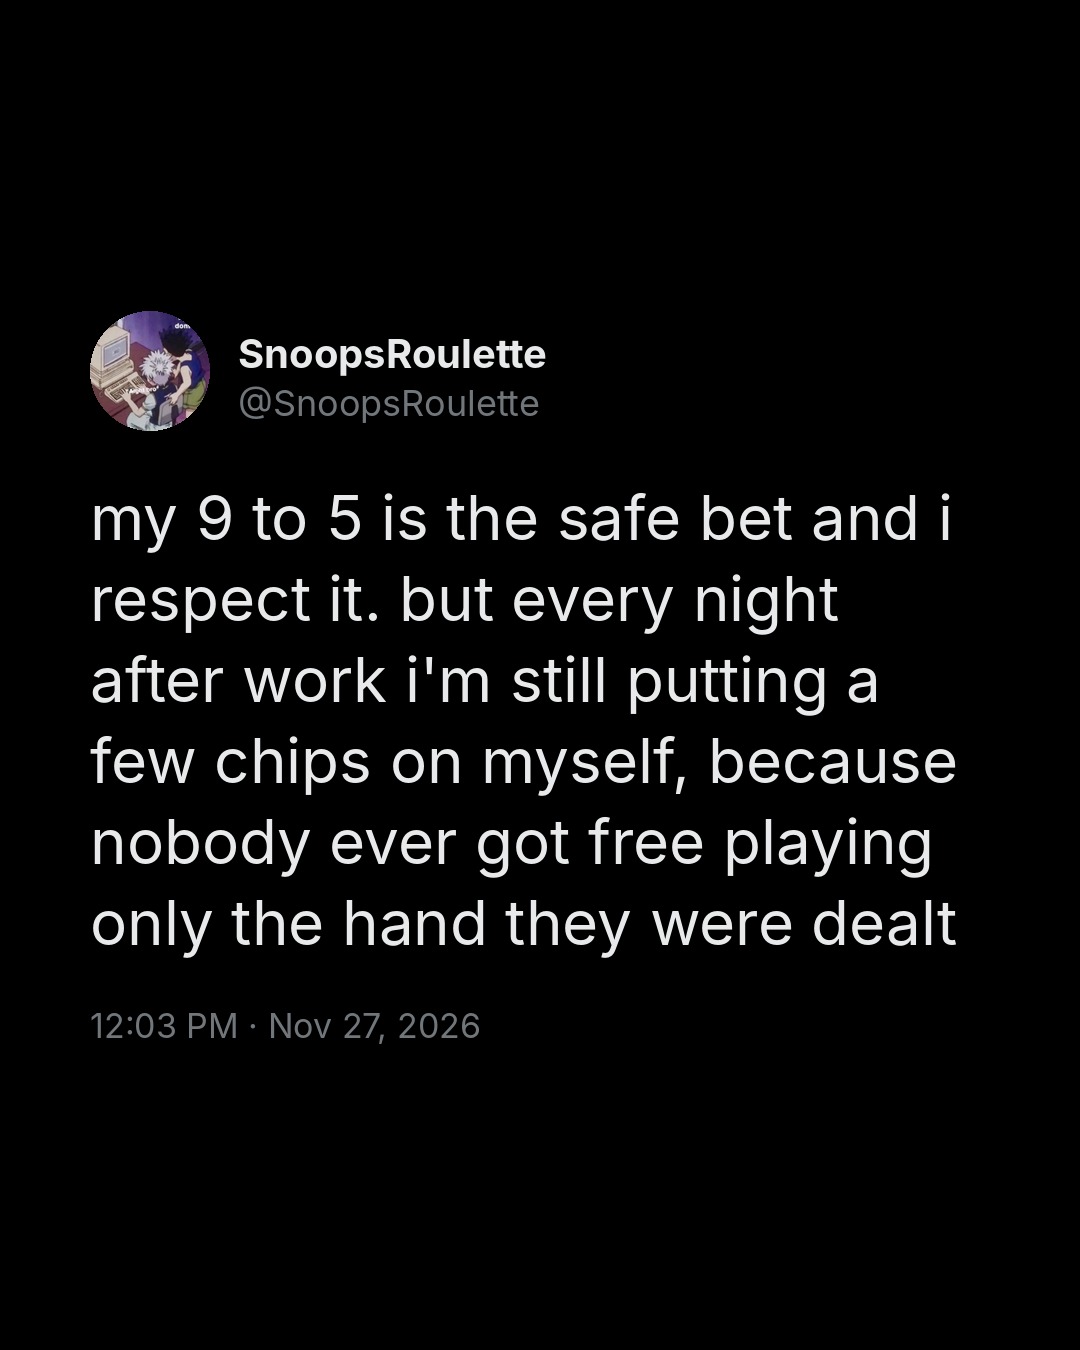 SnoopsRoulette
@SnoopsRoulette
my 9 to 5 is the safe bet and i
respect it. but every night
after work i'm still putting a
few chips on myself, because
nobody ever got free playing
only the hand they were dealt
12:03 PM · Nov 27, 2026